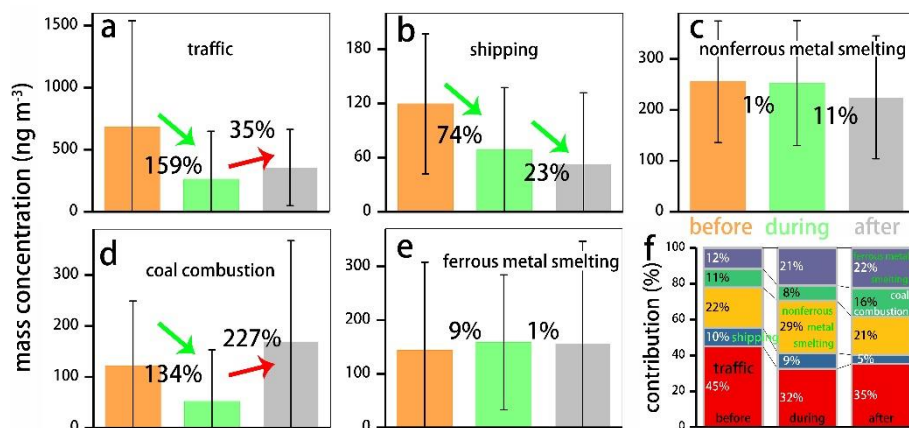 mass concentration (ng m⁻³)
a
traffic
1500
1000
500
0
159%
35%
b
shipping
180
120
60
0
74%
23%
c
nonferrous metal smelting
300
200
100
0
1%
11%
before during after
d
coal combustion
300
200
100
0
134%
227%
e
ferrous metal smelting
300
200
100
0
9%
1%
f
contribution (%)
100
80
60
40
20
0
12%
11%
22%
10% shipping
traffic
45%
before
21%
8%
nonferrous
29% metal
smelting
9%
32%
during
ferrous metal
22%
smelting
coal
16%
combustion
21%
5%
35%
after